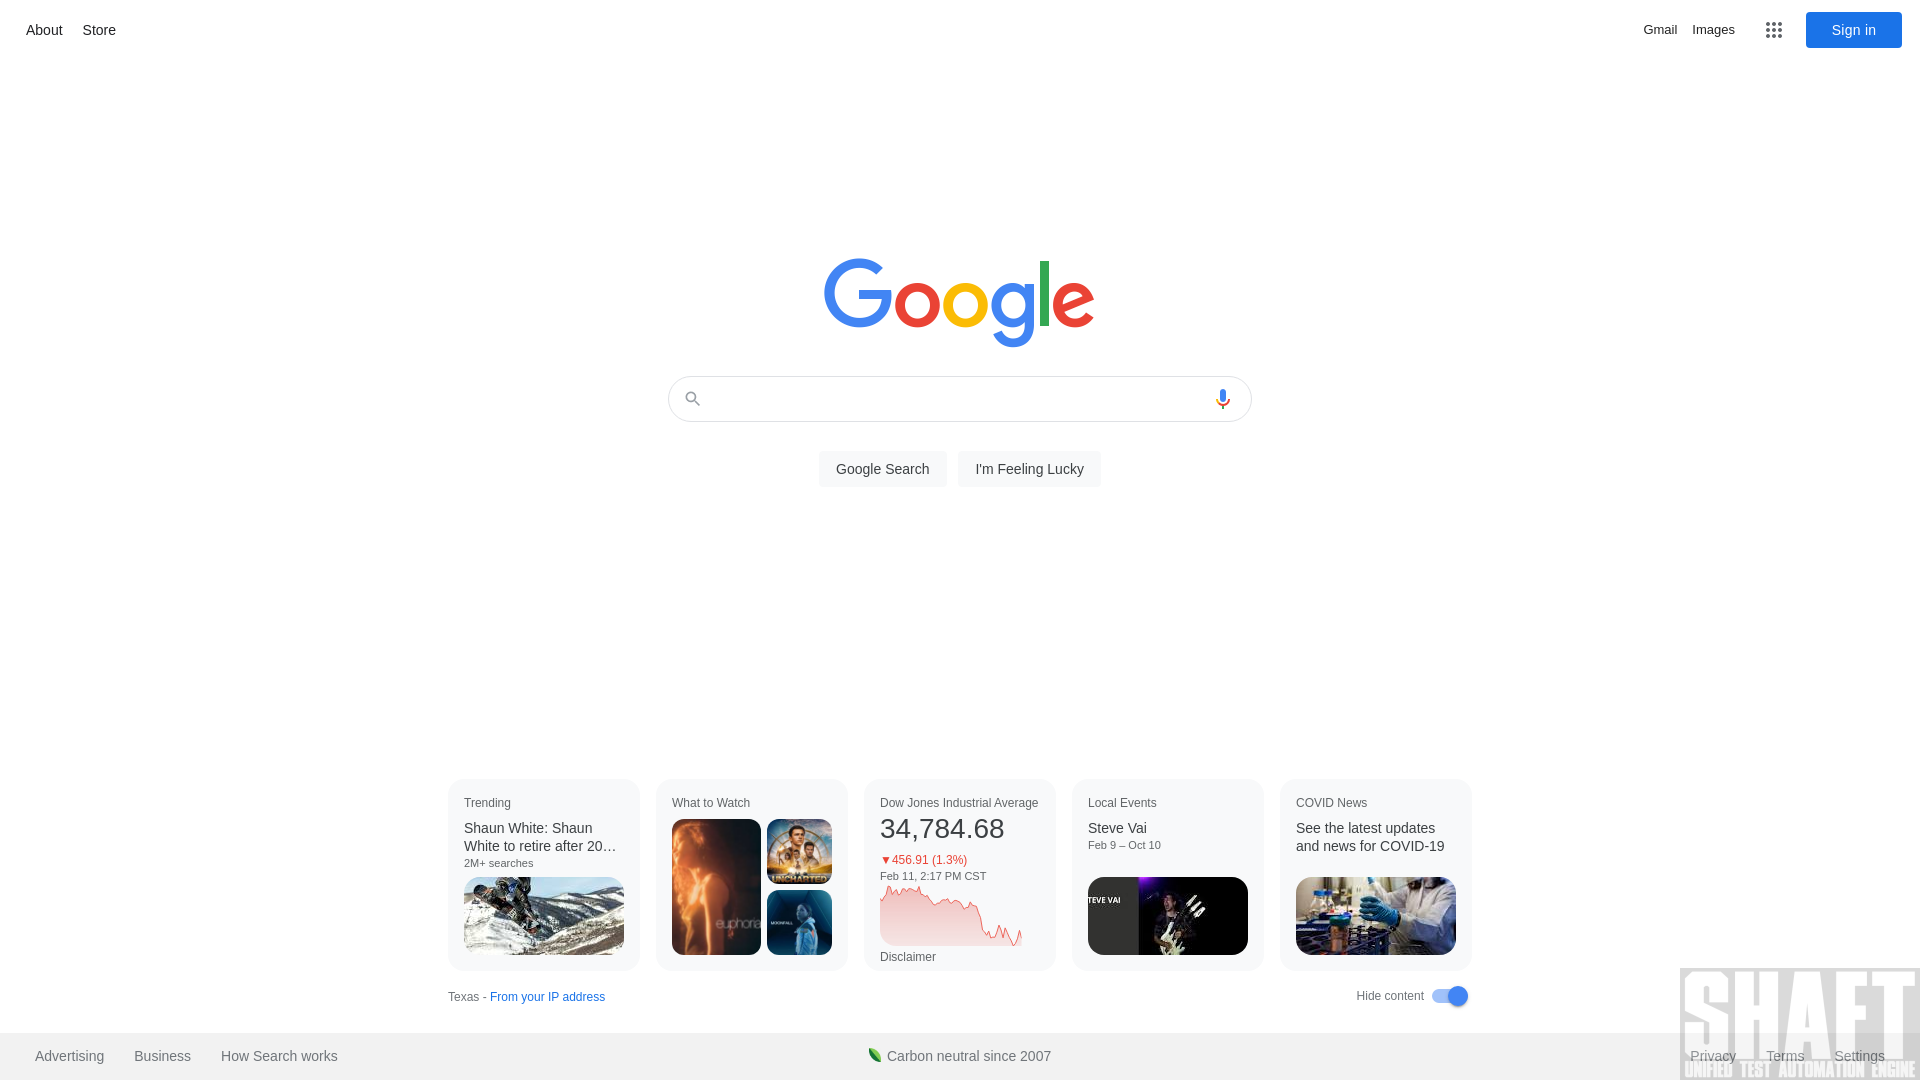 About Store
Gmail Images Sign in
Google
Google Search I'm Feeling Lucky
Trending
Shaun White: Shaun
White to retire after 20…
2M+ searches
What to Watch
euphoria
UNCHARTED
MOONFALL
Dow Jones Industrial Average
34,784.68
▼456.91 (1.3%)
Feb 11, 2:17 PM CST
Disclaimer
Local Events
Steve Vai
Feb 9 – Oct 10
TEVE VAI
COVID News
See the latest updates
and news for COVID-19
Texas - From your IP address
Hide content
Advertising Business How Search works
Carbon neutral since 2007
Privacy Terms Settings
SHAFT
UNIFIED TEST AUTOMATION ENGINE